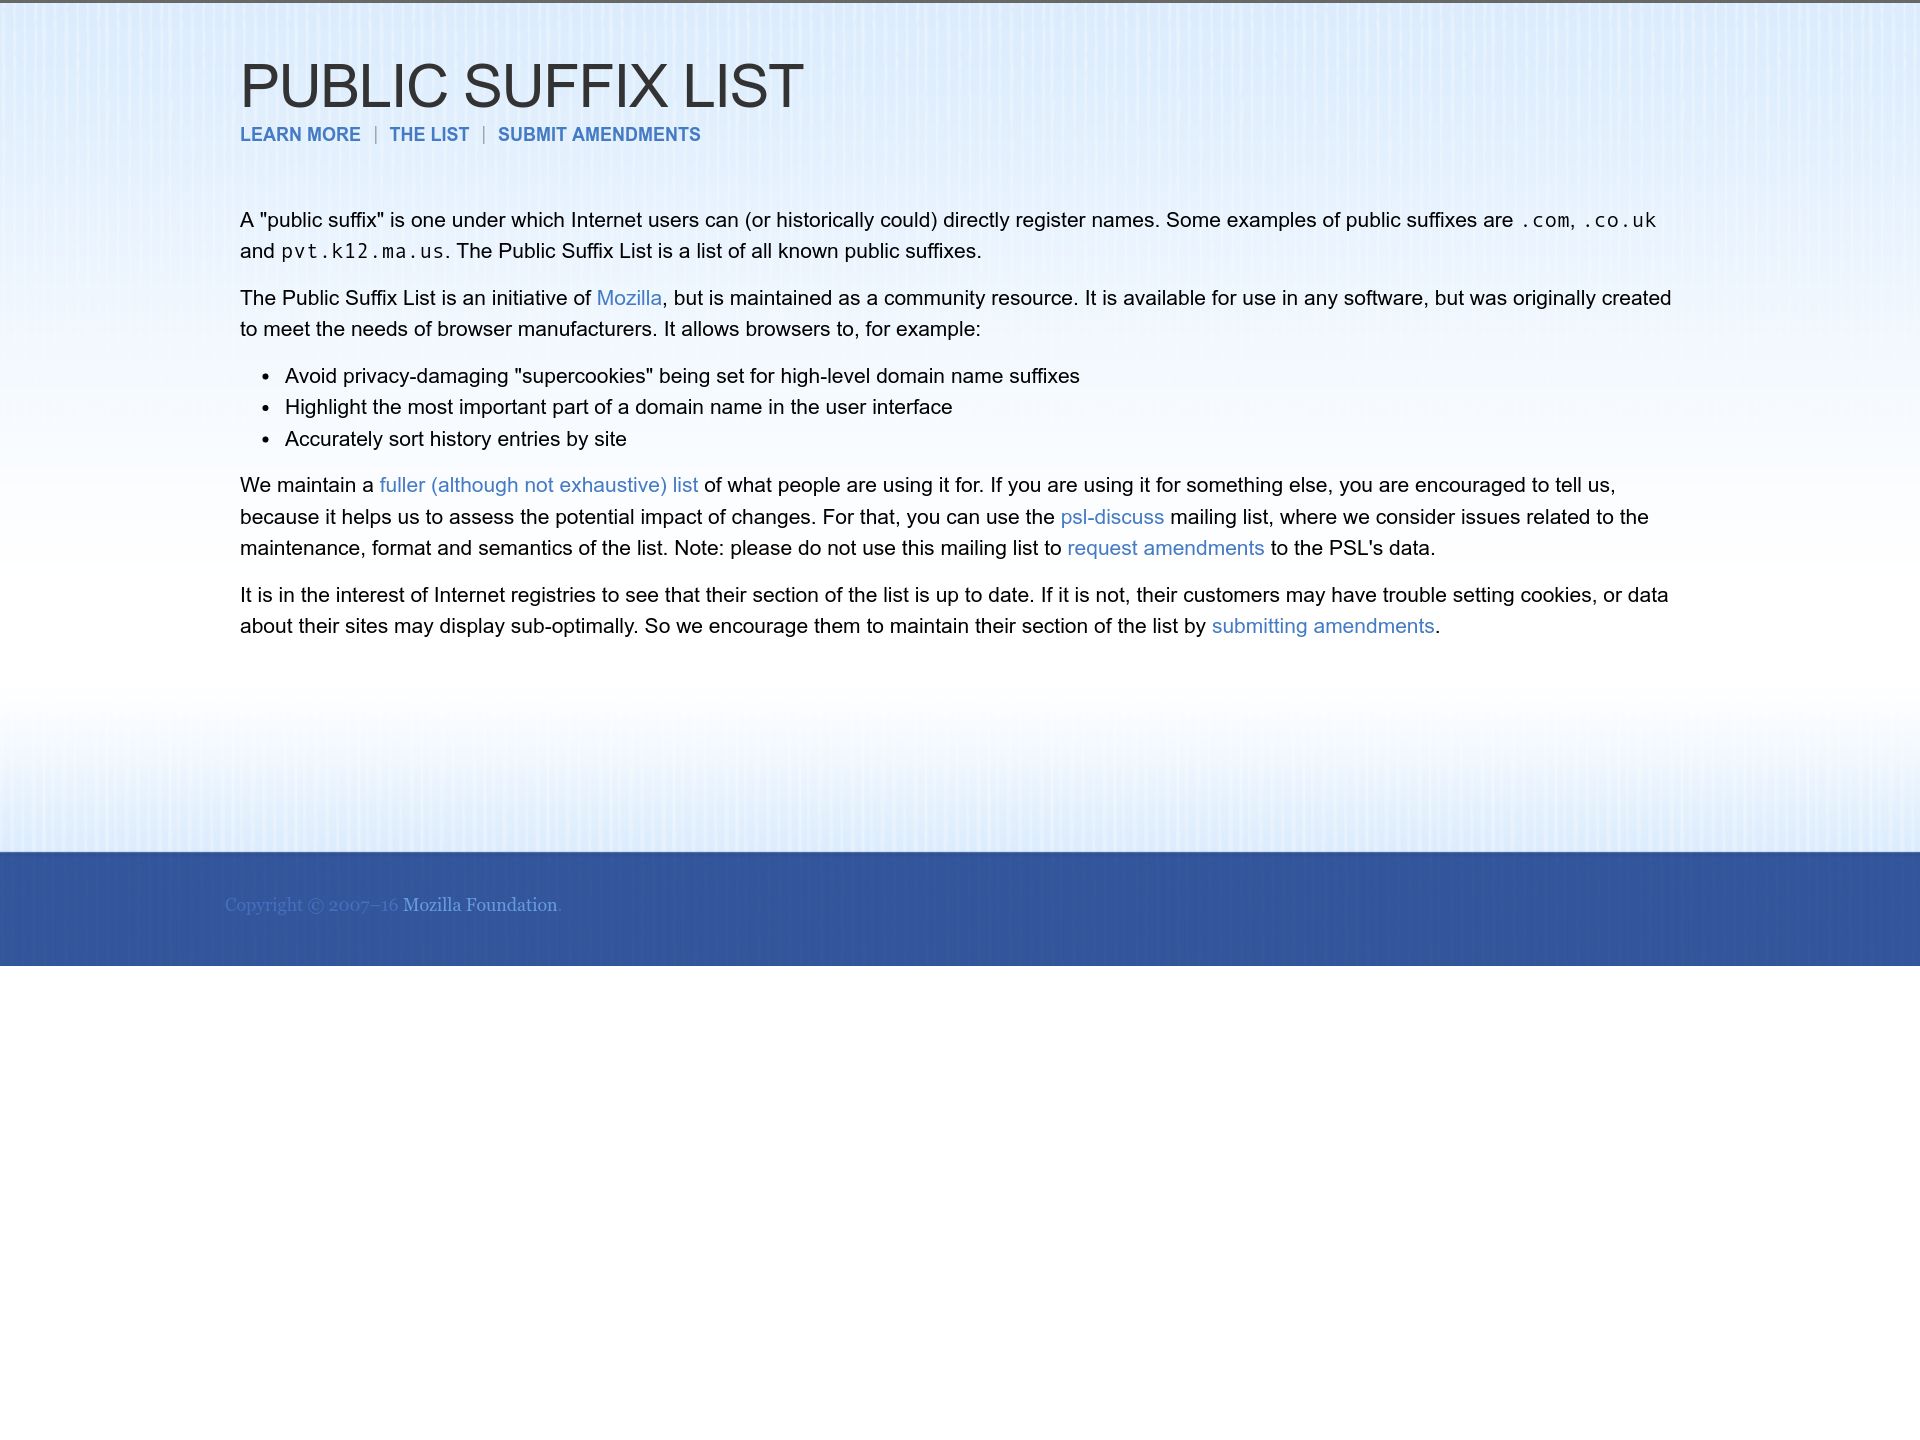 PUBLIC SUFFIX LIST
LEARN MORE | THE LIST | SUBMIT AMENDMENTS
A "public suffix" is one under which Internet users can (or historically could) directly register names. Some examples of public suffixes are .com, .co.uk
and pvt.k12.ma.us. The Public Suffix List is a list of all known public suffixes.
The Public Suffix List is an initiative of Mozilla, but is maintained as a community resource. It is available for use in any software, but was originally created
to meet the needs of browser manufacturers. It allows browsers to, for example:
• Avoid privacy-damaging "supercookies" being set for high-level domain name suffixes
• Highlight the most important part of a domain name in the user interface
• Accurately sort history entries by site
We maintain a fuller (although not exhaustive) list of what people are using it for. If you are using it for something else, you are encouraged to tell us,
because it helps us to assess the potential impact of changes. For that, you can use the psl-discuss mailing list, where we consider issues related to the
maintenance, format and semantics of the list. Note: please do not use this mailing list to request amendments to the PSL's data.
It is in the interest of Internet registries to see that their section of the list is up to date. If it is not, their customers may have trouble setting cookies, or data
about their sites may display sub-optimally. So we encourage them to maintain their section of the list by submitting amendments.
Copyright © 2007–16 Mozilla Foundation.